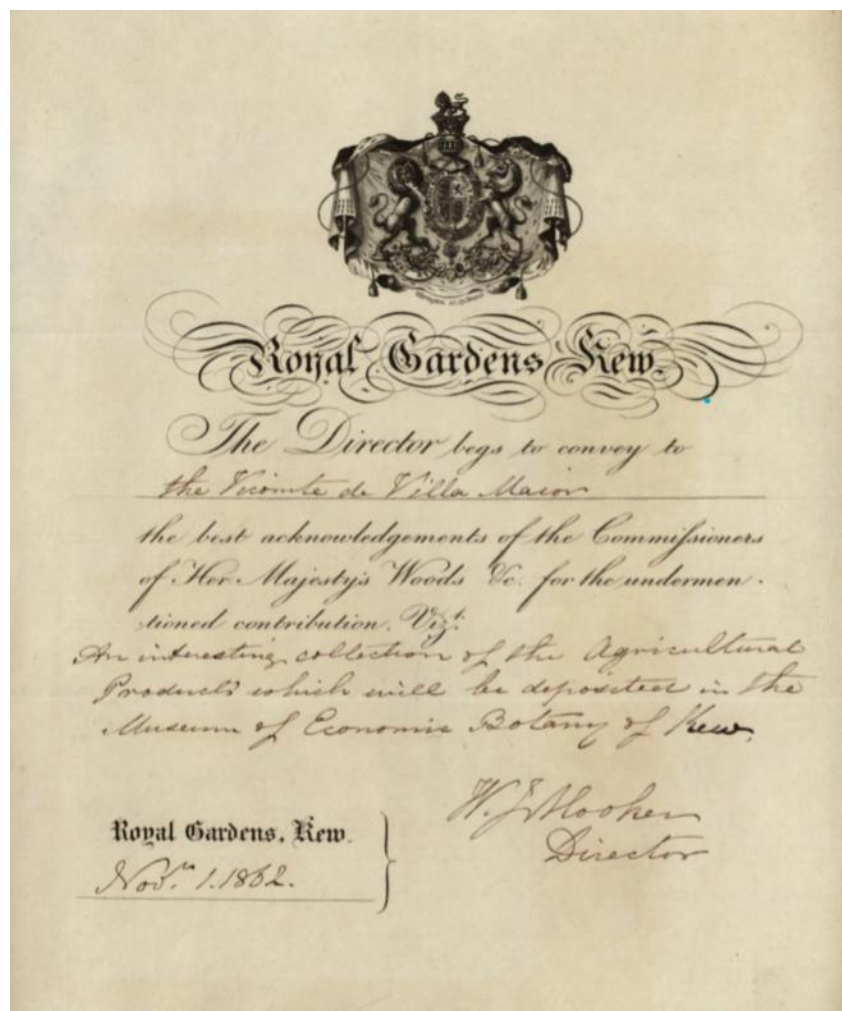 Royal Gardens Kew.
The Director begs to convey to
the Vicomte de Villa Maior
the best acknowledgements of the Commissioners
of Her Majesty's Woods &c. for the undermen-
tioned contribution. Vizt.
An interesting collection of the Agricultural
Products which will be deposited in the
Museum of Economic Botany of Kew.
W. J. Hooker
Director
Royal Gardens, Kew.
Novr. 1. 1862.